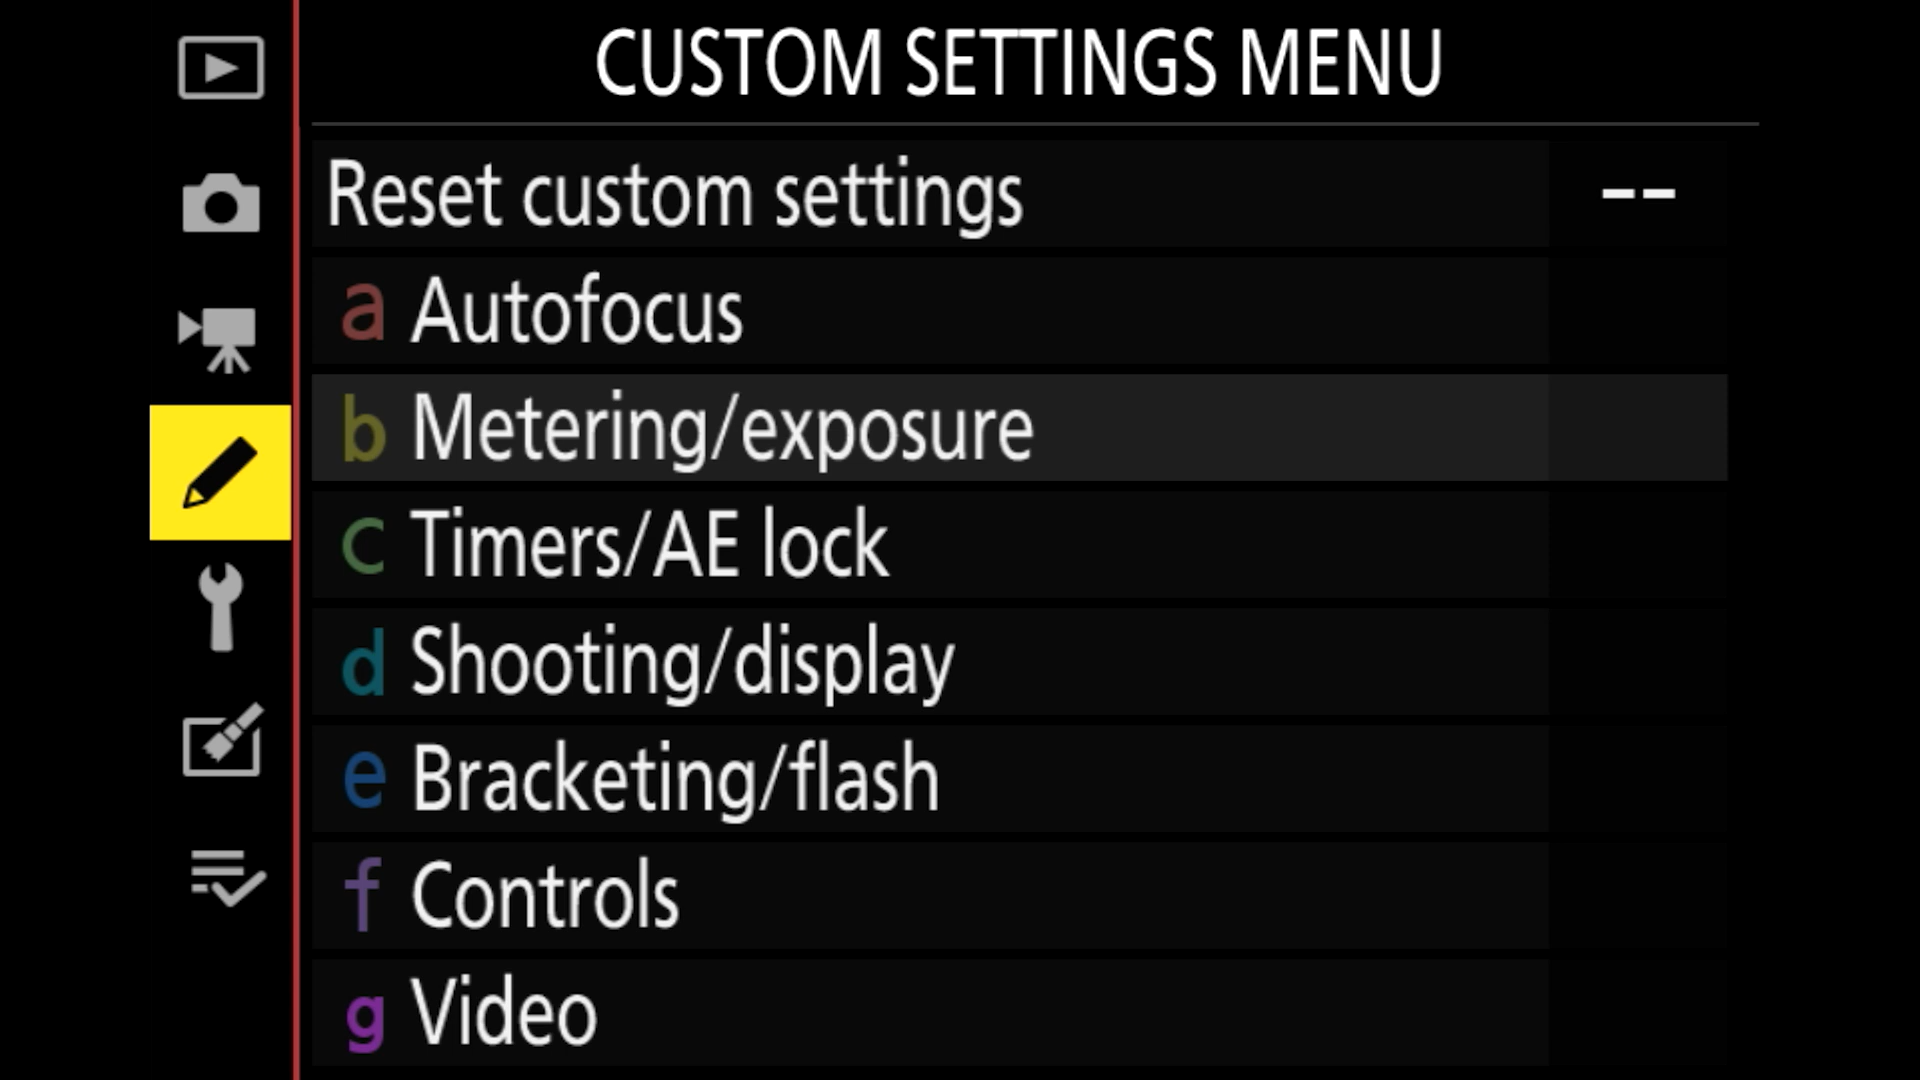 CUSTOM SETTINGS MENU
Reset custom settings --
a Autofocus
b Metering/exposure
c Timers/AE lock
d Shooting/display
e Bracketing/flash
f Controls
g Video